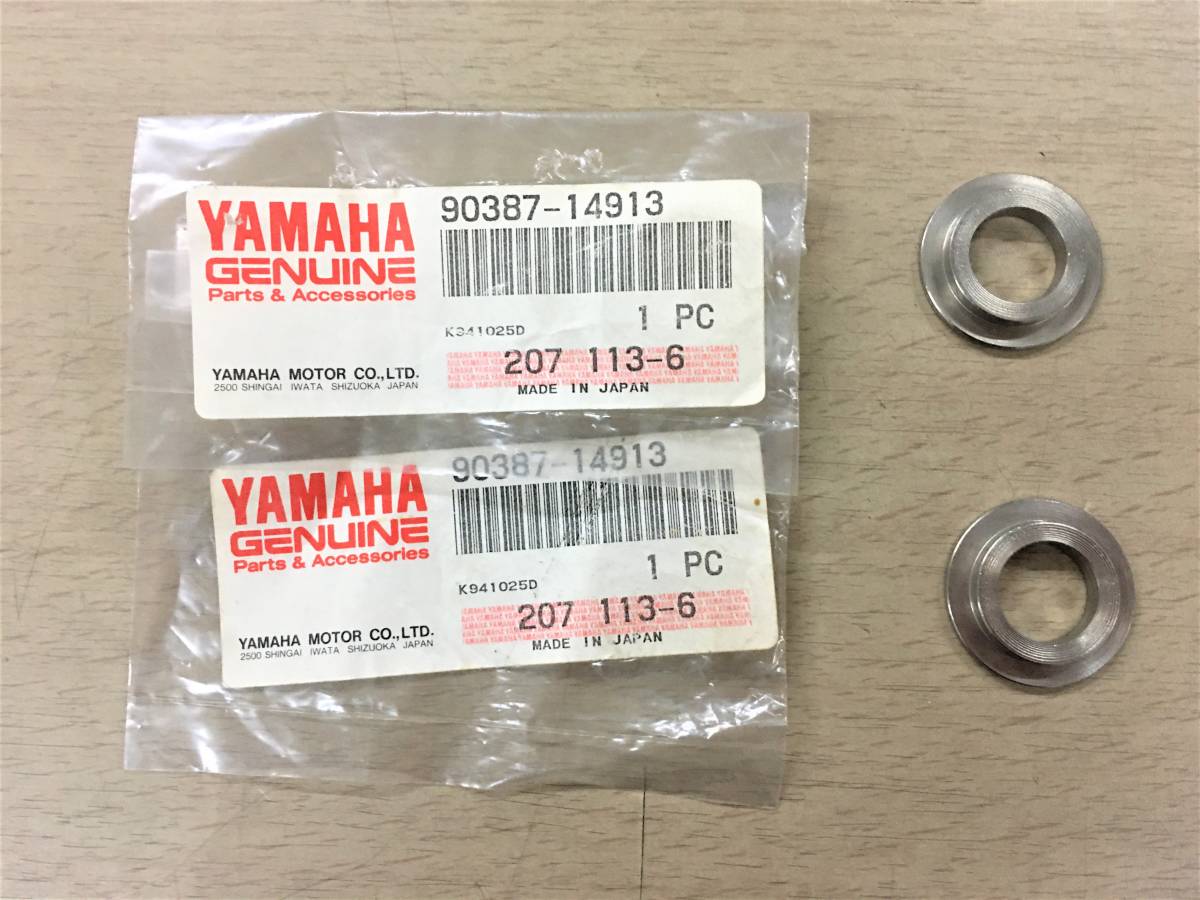 YAMAHA
GENUINE
Parts & Accessories
YAMAHA MOTOR CO.,LTD.
2500 SHINGAI IWATA SHIZUOKA JAPAN
90387-14913
1 PC
K941025D
207 113-6
MADE IN JAPAN
YAMAHA
GENUINE
Parts & Accessories
YAMAHA MOTOR CO.,LTD.
2500 SHINGAI IWATA SHIZUOKA JAPAN
90387-14913
1 PC
K941025D
207 113-6
MADE IN JAPAN